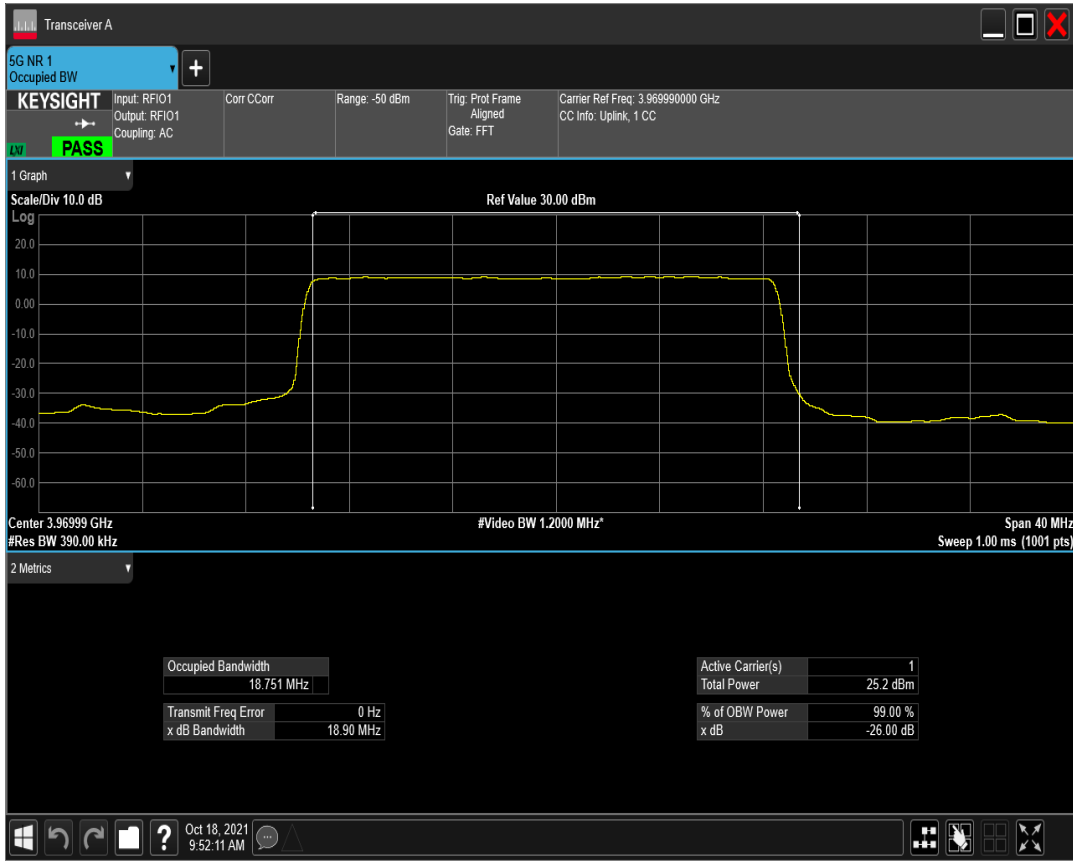 Transceiver A
5G NR 1
Occupied BW
KEYSIGHT
LXI
PASS
Input: RFIO1
Output: RFIO1
Coupling: AC
Corr CCorr
Range: -50 dBm
Trig: Prot Frame
Aligned
Gate: FFT
Carrier Ref Freq: 3.969990000 GHz
CC Info: Uplink, 1 CC
1 Graph
Scale/Div 10.0 dB
Ref Value 30.00 dBm
Log
20.0
10.0
0.00
-10.0
-20.0
-30.0
-40.0
-50.0
-60.0
Center 3.96999 GHz
#Video BW 1.2000 MHz*
Span 40 MHz
#Res BW 390.00 kHz
Sweep 1.00 ms (1001 pts)
2 Metrics
Occupied Bandwidth
18.751 MHz
Transmit Freq Error 0 Hz
x dB Bandwidth 18.90 MHz
Active Carrier(s) 1
Total Power 25.2 dBm
% of OBW Power 99.00 %
x dB -26.00 dB
?
Oct 18, 2021
9:52:11 AM